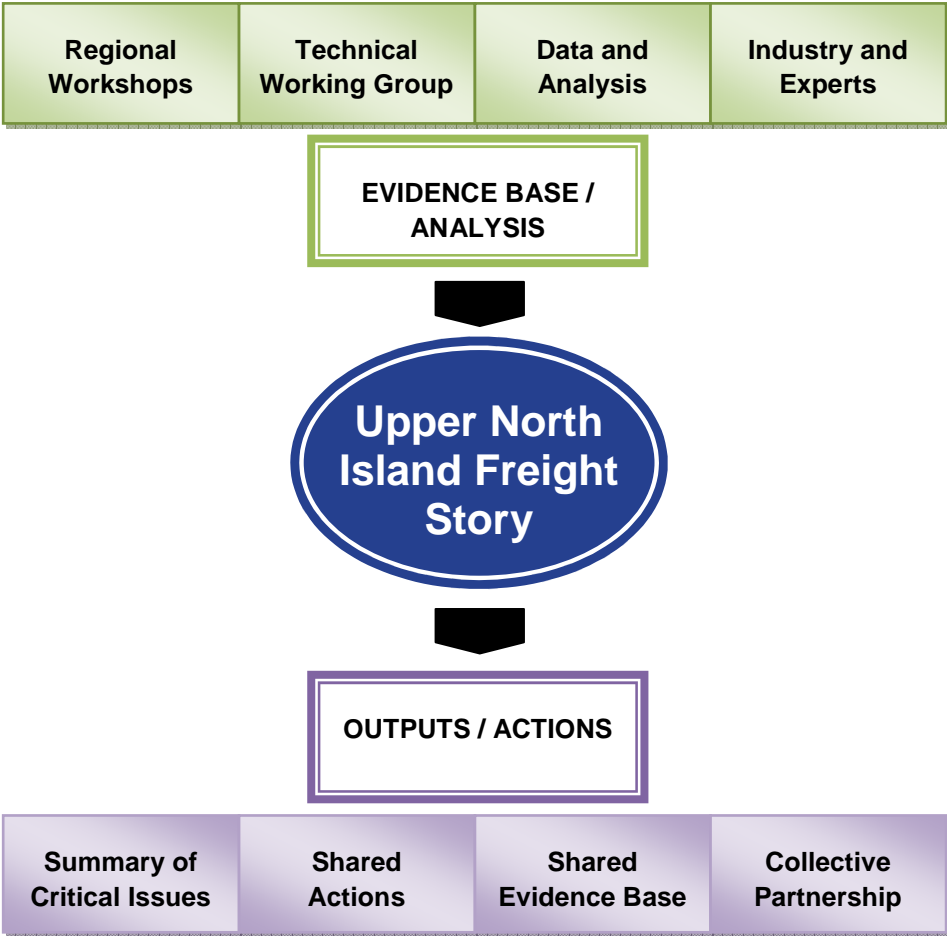 Regional
Workshops
Technical
Working Group
Data and
Analysis
Industry and
Experts
EVIDENCE BASE /
ANALYSIS
Upper North
Island Freight
Story
OUTPUTS / ACTIONS
Summary of
Critical Issues
Shared
Actions
Shared
Evidence Base
Collective
Partnership